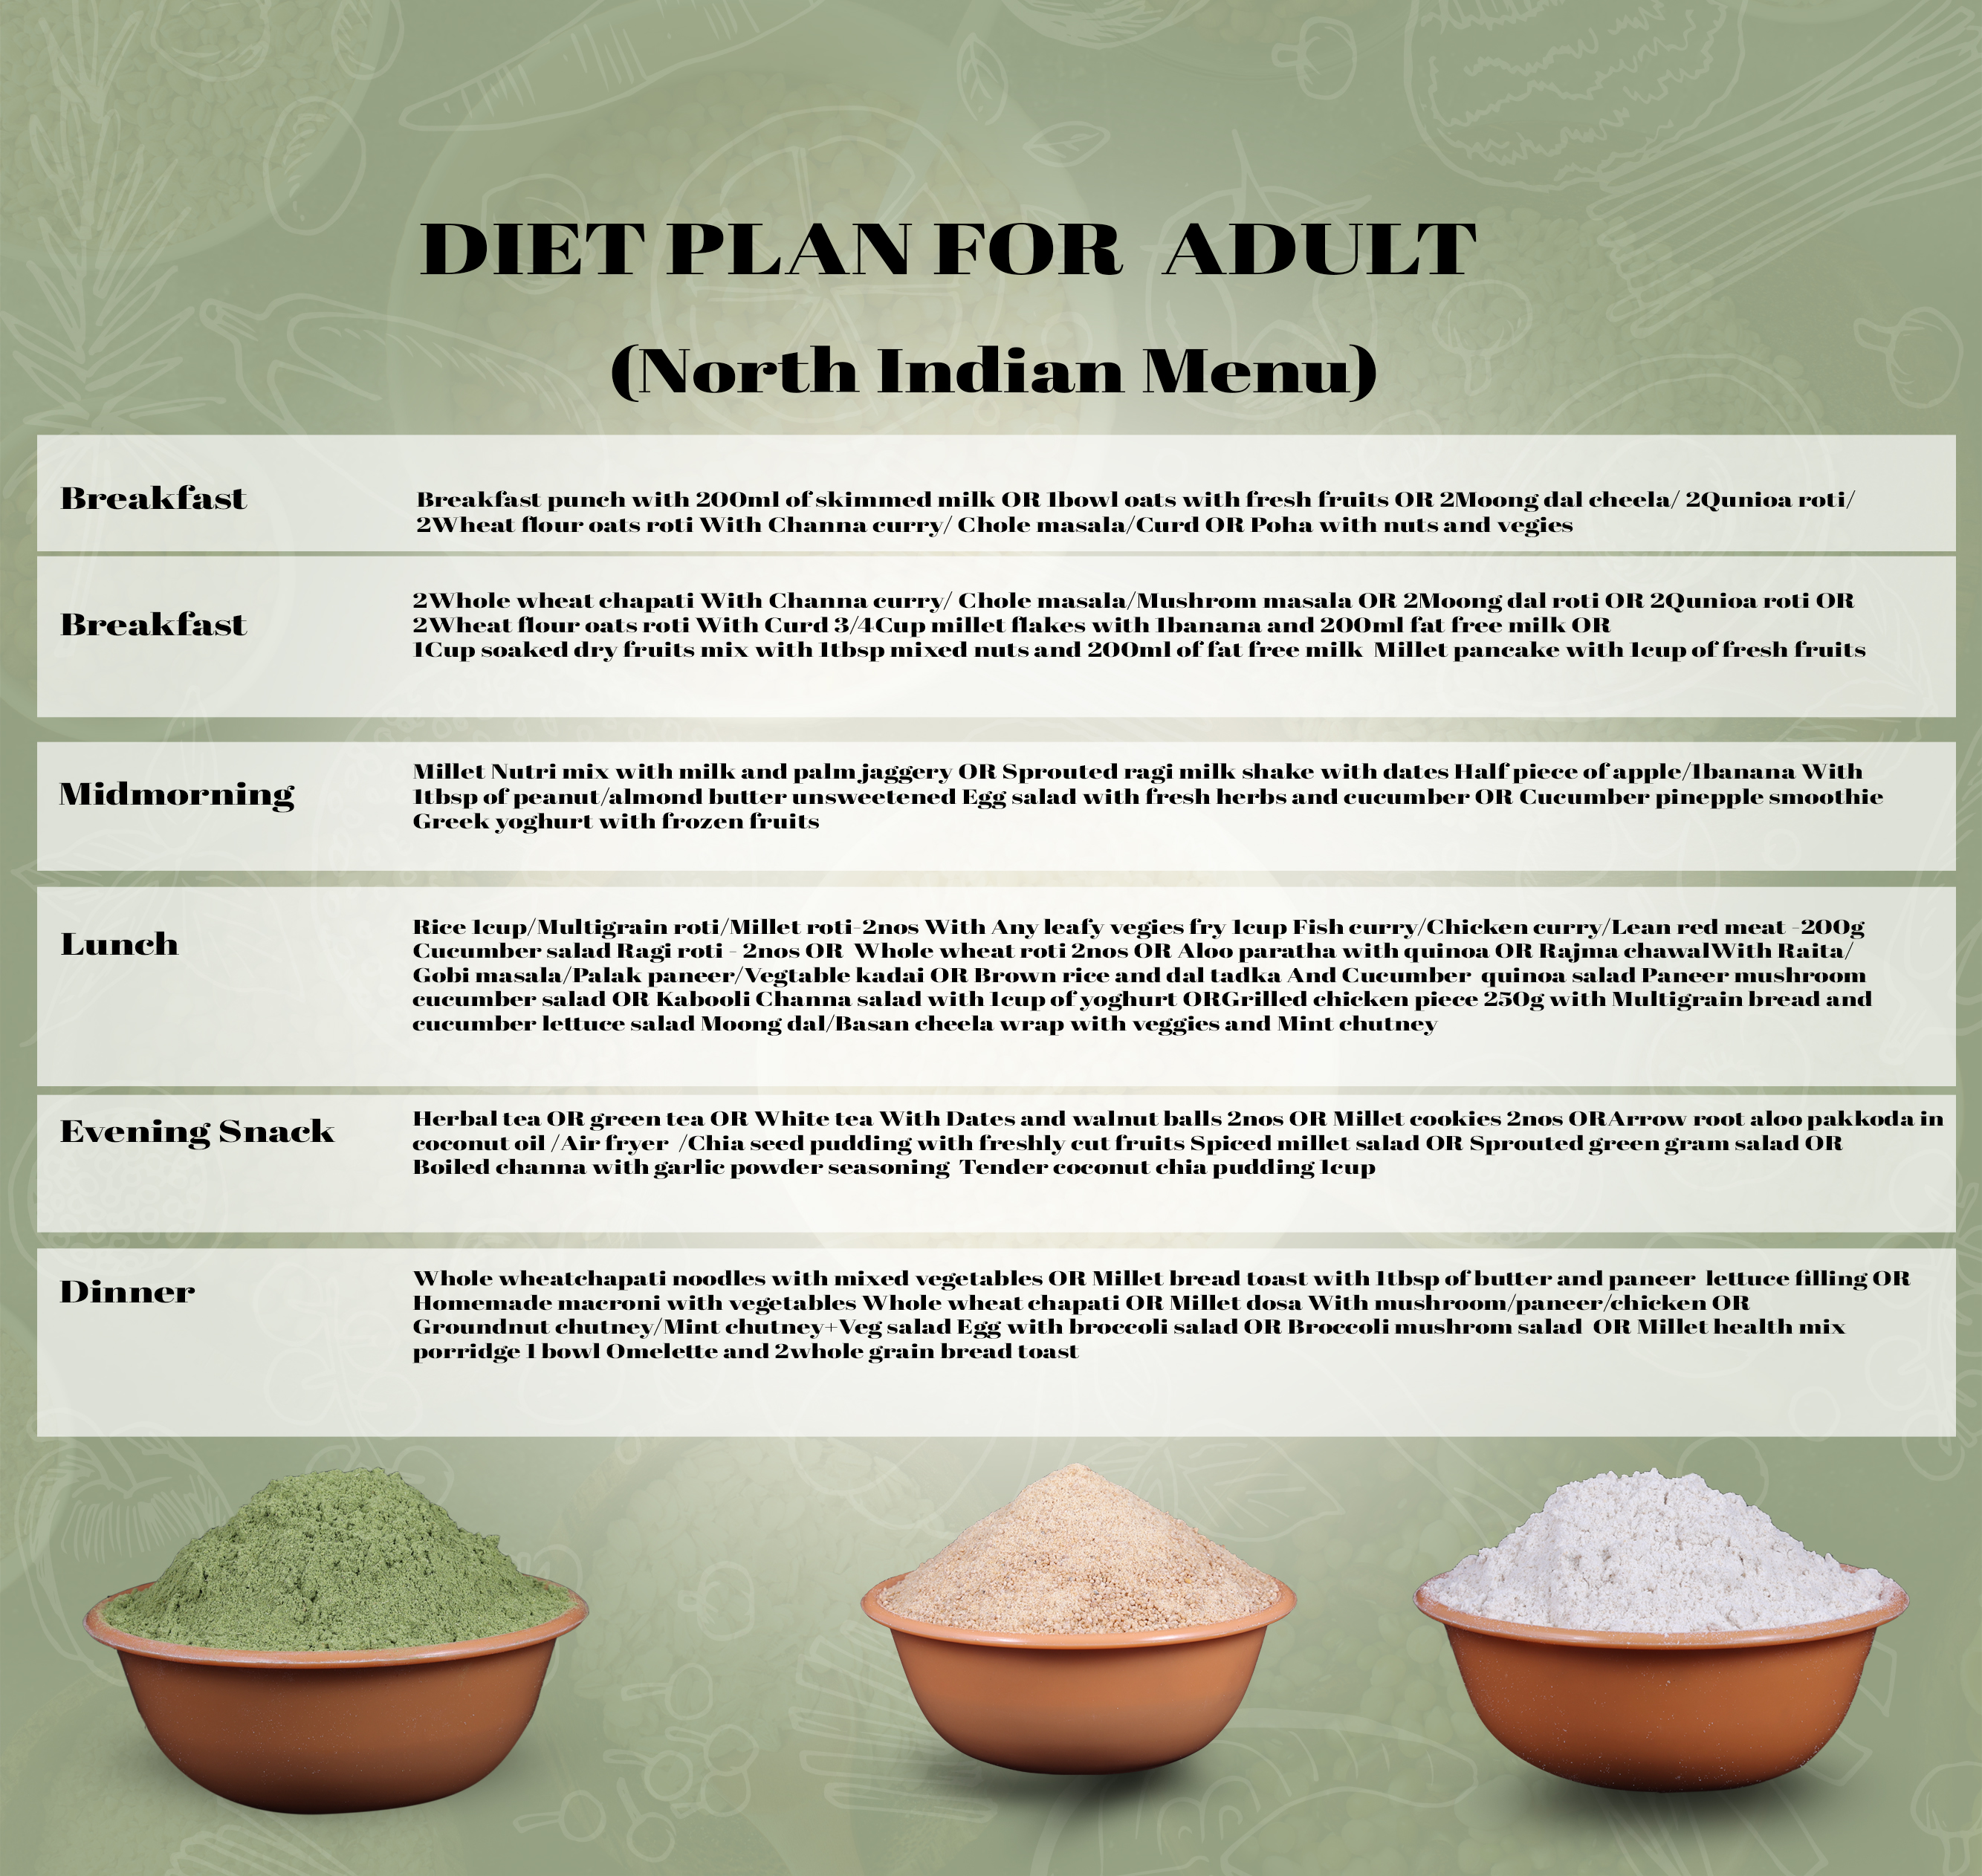 DIET PLAN FOR ADULT
(North Indian Menu)
Breakfast
Breakfast punch with 200ml of skimmed milk OR 1bowl oats with fresh fruits OR 2Moong dal cheela/ 2Qunioa roti/
2Wheat flour oats roti With Channa curry/ Chole masala/Curd OR Poha with nuts and vegies
Breakfast
2Whole wheat chapati With Channa curry/ Chole masala/Mushrom masala OR 2Moong dal roti OR 2Qunioa roti OR
2Wheat flour oats roti With Curd 3/4Cup millet flakes with 1banana and 200ml fat free milk OR
1Cup soaked dry fruits mix with 1tbsp mixed nuts and 200ml of fat free milk Millet pancake with 1cup of fresh fruits
Midmorning
Millet Nutri mix with milk and palm jaggery OR Sprouted ragi milk shake with dates Half piece of apple/1banana With
1tbsp of peanut/almond butter unsweetened Egg salad with fresh herbs and cucumber OR Cucumber pinepple smoothie
Greek yoghurt with frozen fruits
Lunch
Rice 1cup/Multigrain roti/Millet roti-2nos With Any leafy vegies fry 1cup Fish curry/Chicken curry/Lean red meat -200g
Cucumber salad Ragi roti - 2nos OR Whole wheat roti 2nos OR Aloo paratha with quinoa OR Rajma chawalWith Raita/
Gobi masala/Palak paneer/Vegtable kadai OR Brown rice and dal tadka And Cucumber quinoa salad Paneer mushroom
cucumber salad OR Kabooli Channa salad with 1cup of yoghurt ORGrilled chicken piece 250g with Multigrain bread and
cucumber lettuce salad Moong dal/Basan cheela wrap with veggies and Mint chutney
Evening Snack
Herbal tea OR green tea OR White tea With Dates and walnut balls 2nos OR Millet cookies 2nos ORArrow root aloo pakkoda in
coconut oil /Air fryer /Chia seed pudding with freshly cut fruits Spiced millet salad OR Sprouted green gram salad OR
Boiled channa with garlic powder seasoning Tender coconut chia pudding 1cup
Dinner
Whole wheatchapati noodles with mixed vegetables OR Millet bread toast with 1tbsp of butter and paneer lettuce filling OR
Homemade macroni with vegetables Whole wheat chapati OR Millet dosa With mushroom/paneer/chicken OR
Groundnut chutney/Mint chutney+Veg salad Egg with broccoli salad OR Broccoli mushrom salad OR Millet health mix
porridge 1 bowl Omelette and 2whole grain bread toast